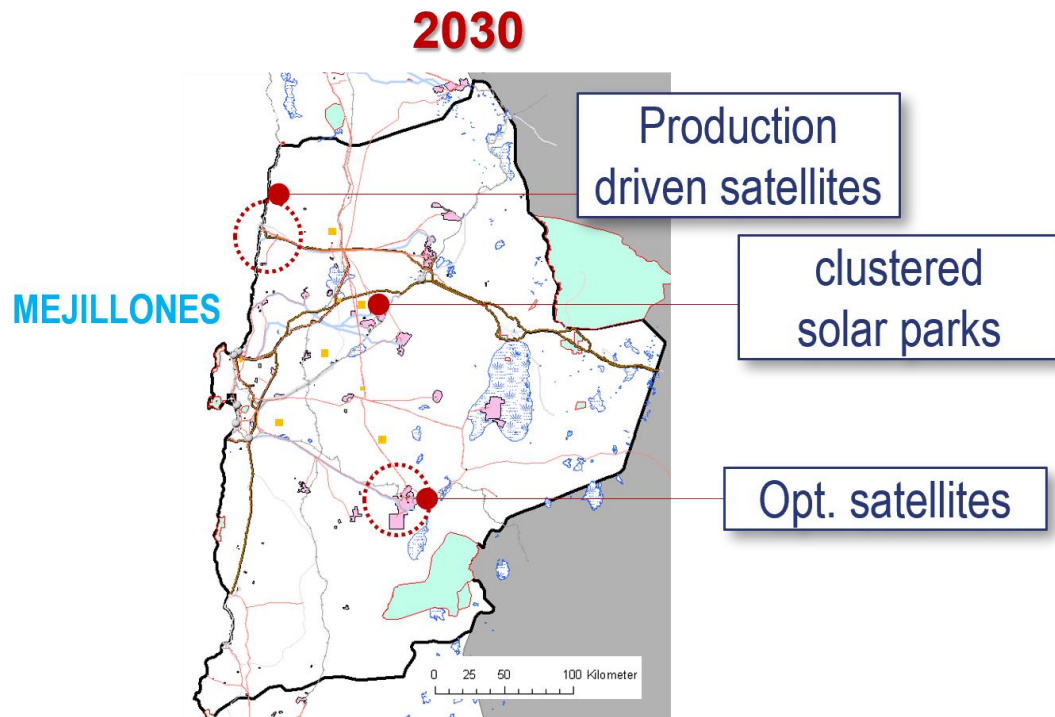 2030
Production
driven satellites
clustered
solar parks
MEJILLONES
Opt. satellites
0 25 50 100 Kilometer